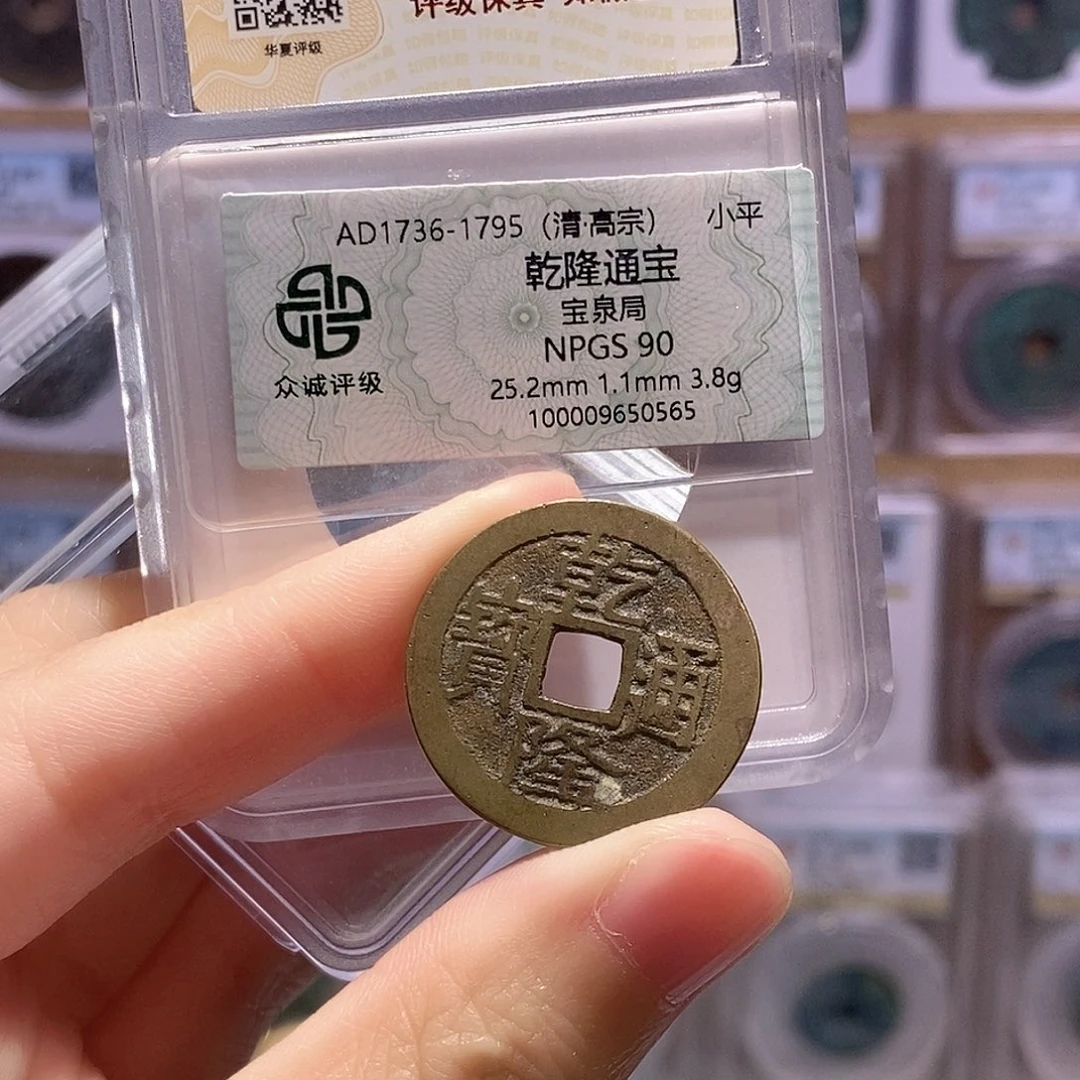 华夏评级
AD1736-1795（清·高宗） 小平
乾隆通宝
宝泉局
NPGS 90
25.2mm 1.1mm 3.8g
100009650565
众诚评级
乾隆通寶